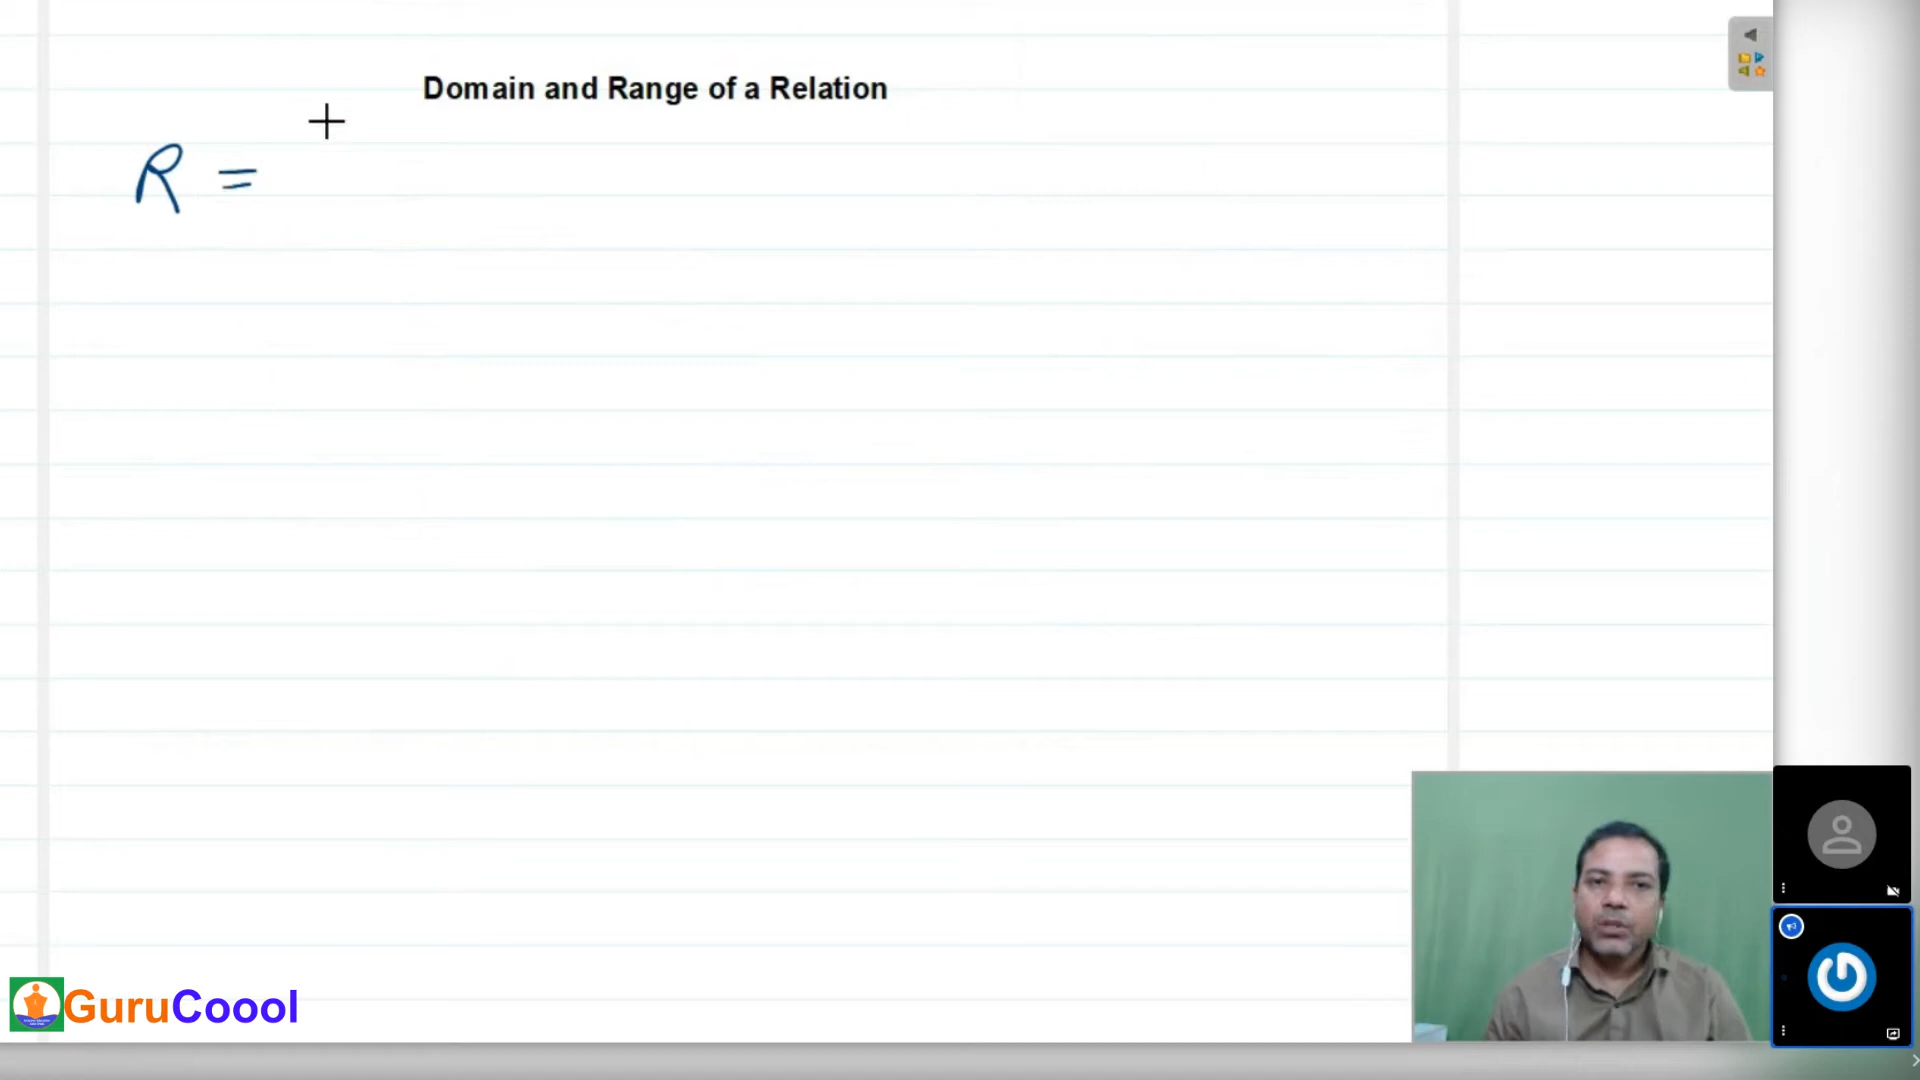 Domain and Range of a Relation
R =
GuruCoool